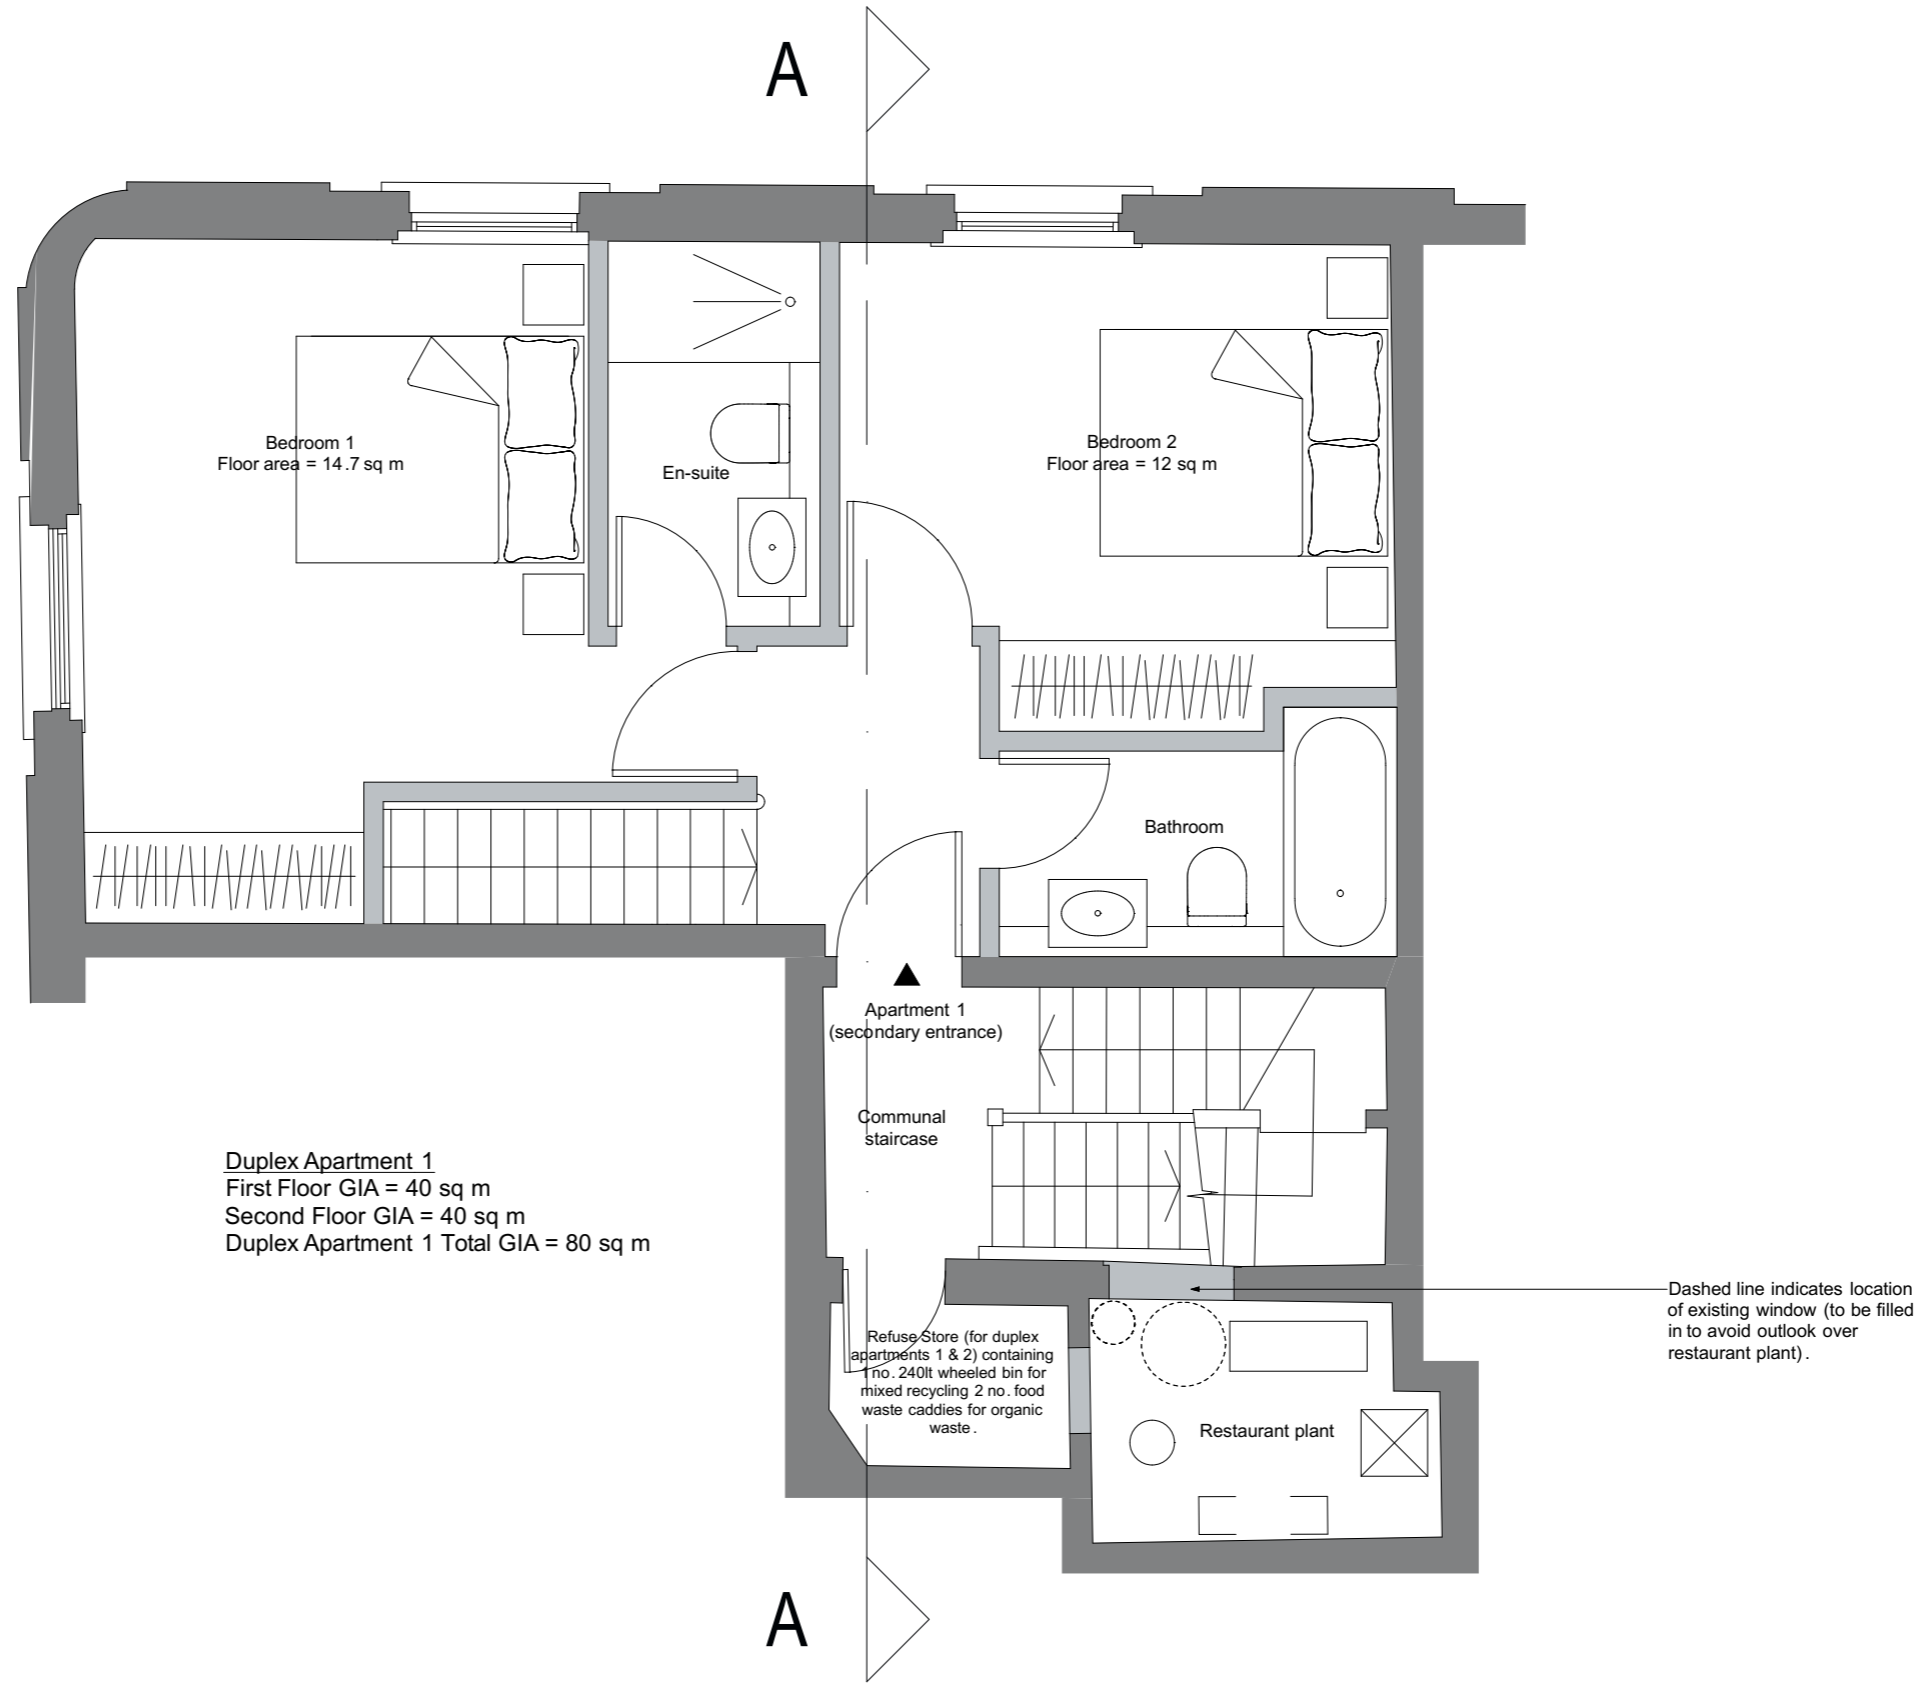 A
Bedroom 1
Floor area = 14.7 sq m
En-suite
Bedroom 2
Floor area = 12 sq m
Bathroom
Apartment 1
(secondary entrance)
Communal
staircase
Duplex Apartment 1
First Floor GIA = 40 sq m
Second Floor GIA = 40 sq m
Duplex Apartment 1 Total GIA = 80 sq m
Dashed line indicates location
of existing window (to be filled
in to avoid outlook over
restaurant plant).
Refuse Store (for duplex
apartments 1 & 2) containing
1 no. 240lt wheeled bin for
mixed recycling 2 no. food
waste caddies for organic
waste.
Restaurant plant
A